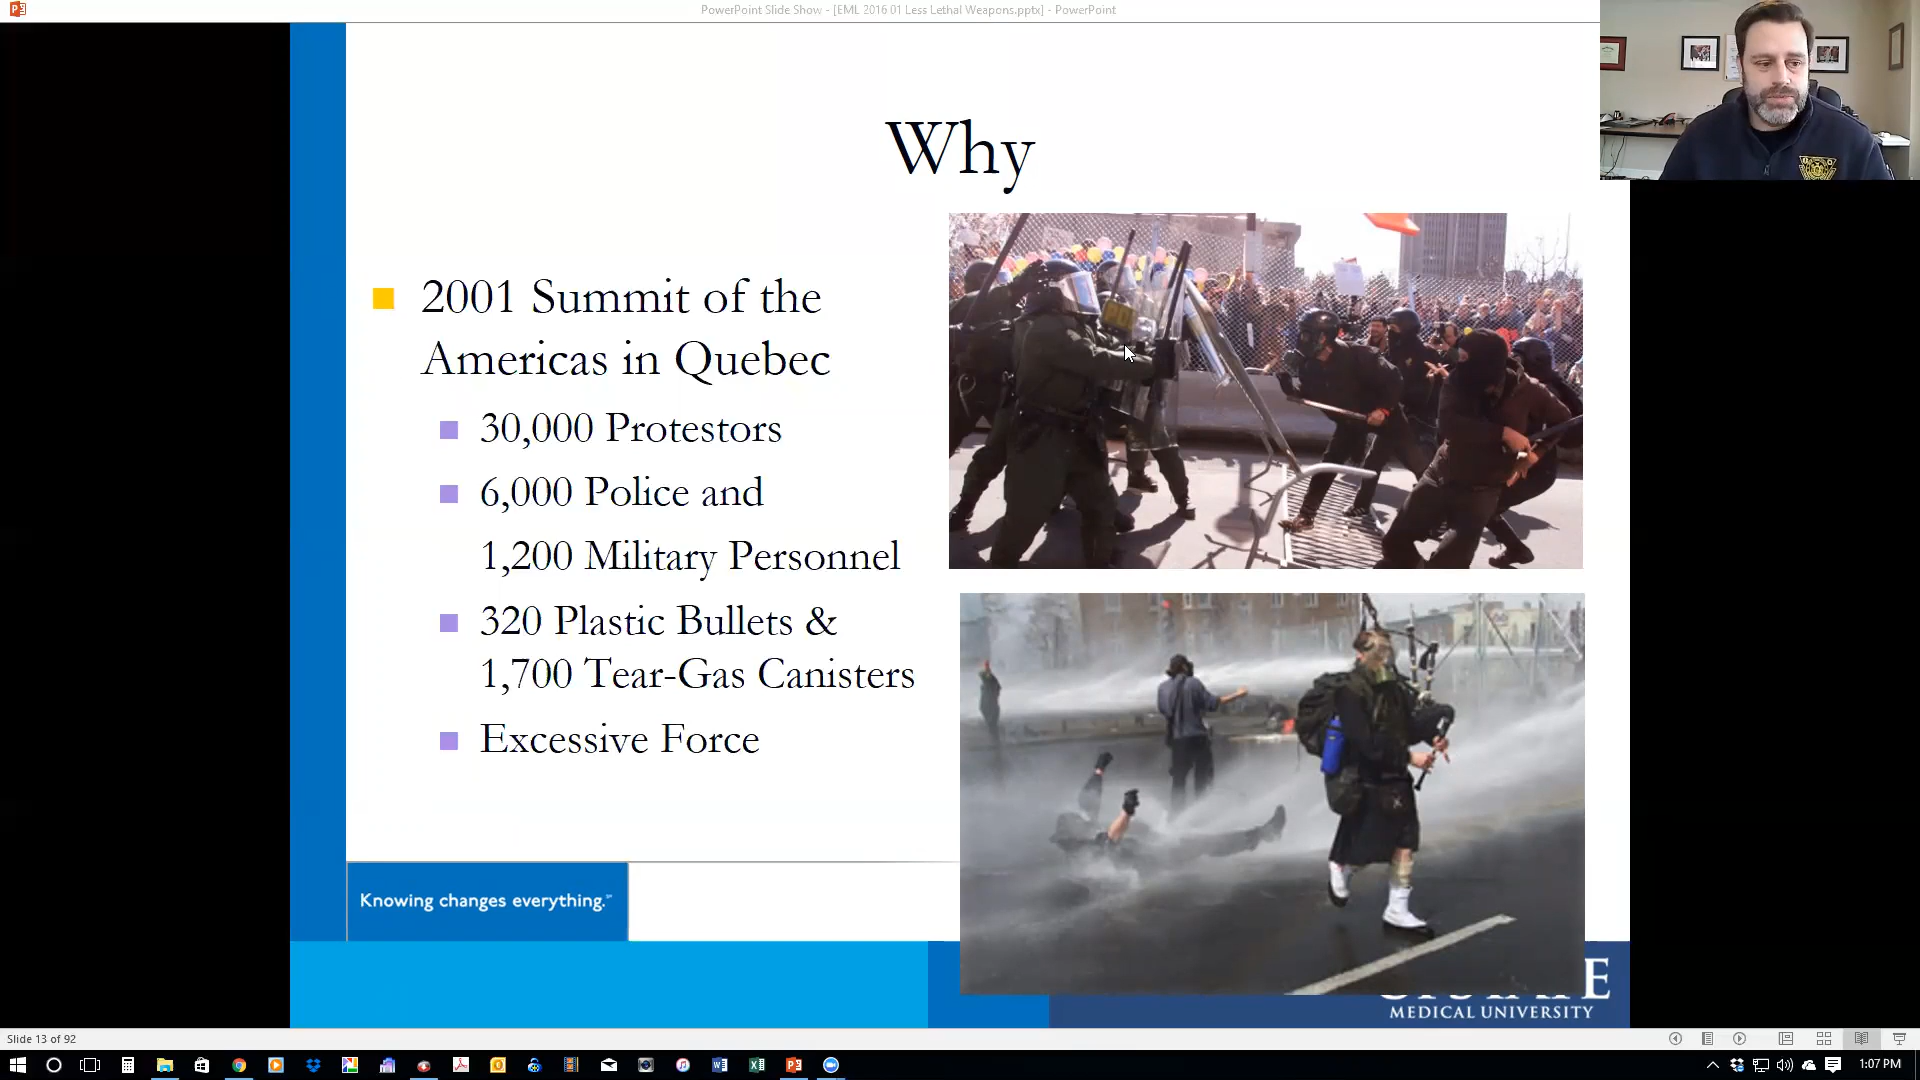 PowerPoint Slide Show - [EML 2016 01 Less Lethal Weapons.pptx] - PowerPoint
Why
2001 Summit of the
Americas in Quebec
30,000 Protestors
6,000 Police and
1,200 Military Personnel
320 Plastic Bullets &
1,700 Tear-Gas Canisters
Excessive Force
Knowing changes everything.℠
MEDICAL UNIVERSITY
Slide 13 of 92
1:07 PM